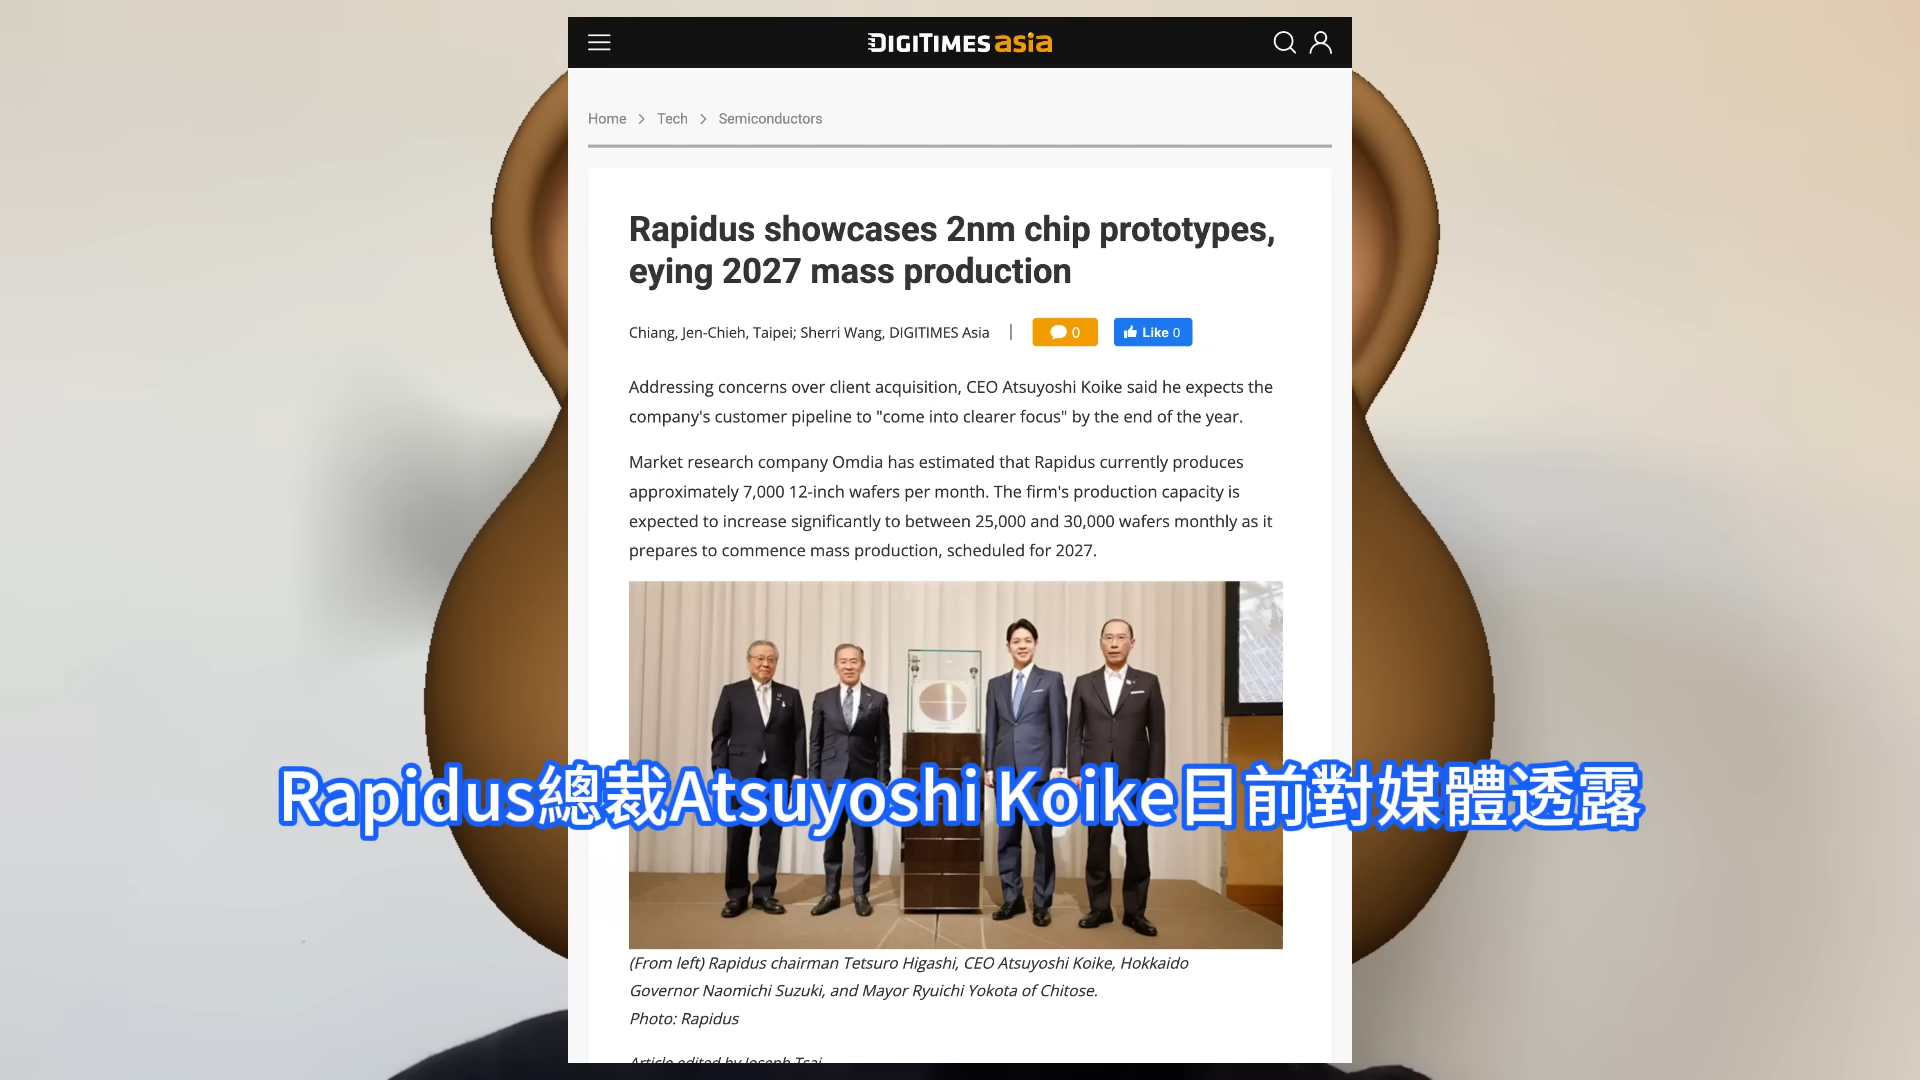 DIGITIMES asia
Home > Tech > Semiconductors
Rapidus showcases 2nm chip prototypes,
eying 2027 mass production
Chiang, Jen-Chieh, Taipei; Sherri Wang, DIGITIMES Asia | 0 Like 0
Addressing concerns over client acquisition, CEO Atsuyoshi Koike said he expects the
company's customer pipeline to "come into clearer focus" by the end of the year.
Market research company Omdia has estimated that Rapidus currently produces
approximately 7,000 12-inch wafers per month. The firm's production capacity is
expected to increase significantly to between 25,000 and 30,000 wafers monthly as it
prepares to commence mass production, scheduled for 2027.
Rapidus總裁Atsuyoshi Koike日前對媒體透露
(From left) Rapidus chairman Tetsuro Higashi, CEO Atsuyoshi Koike, Hokkaido
Governor Naomichi Suzuki, and Mayor Ryuichi Yokota of Chitose.
Photo: Rapidus
Article edited by Joseph Tsai